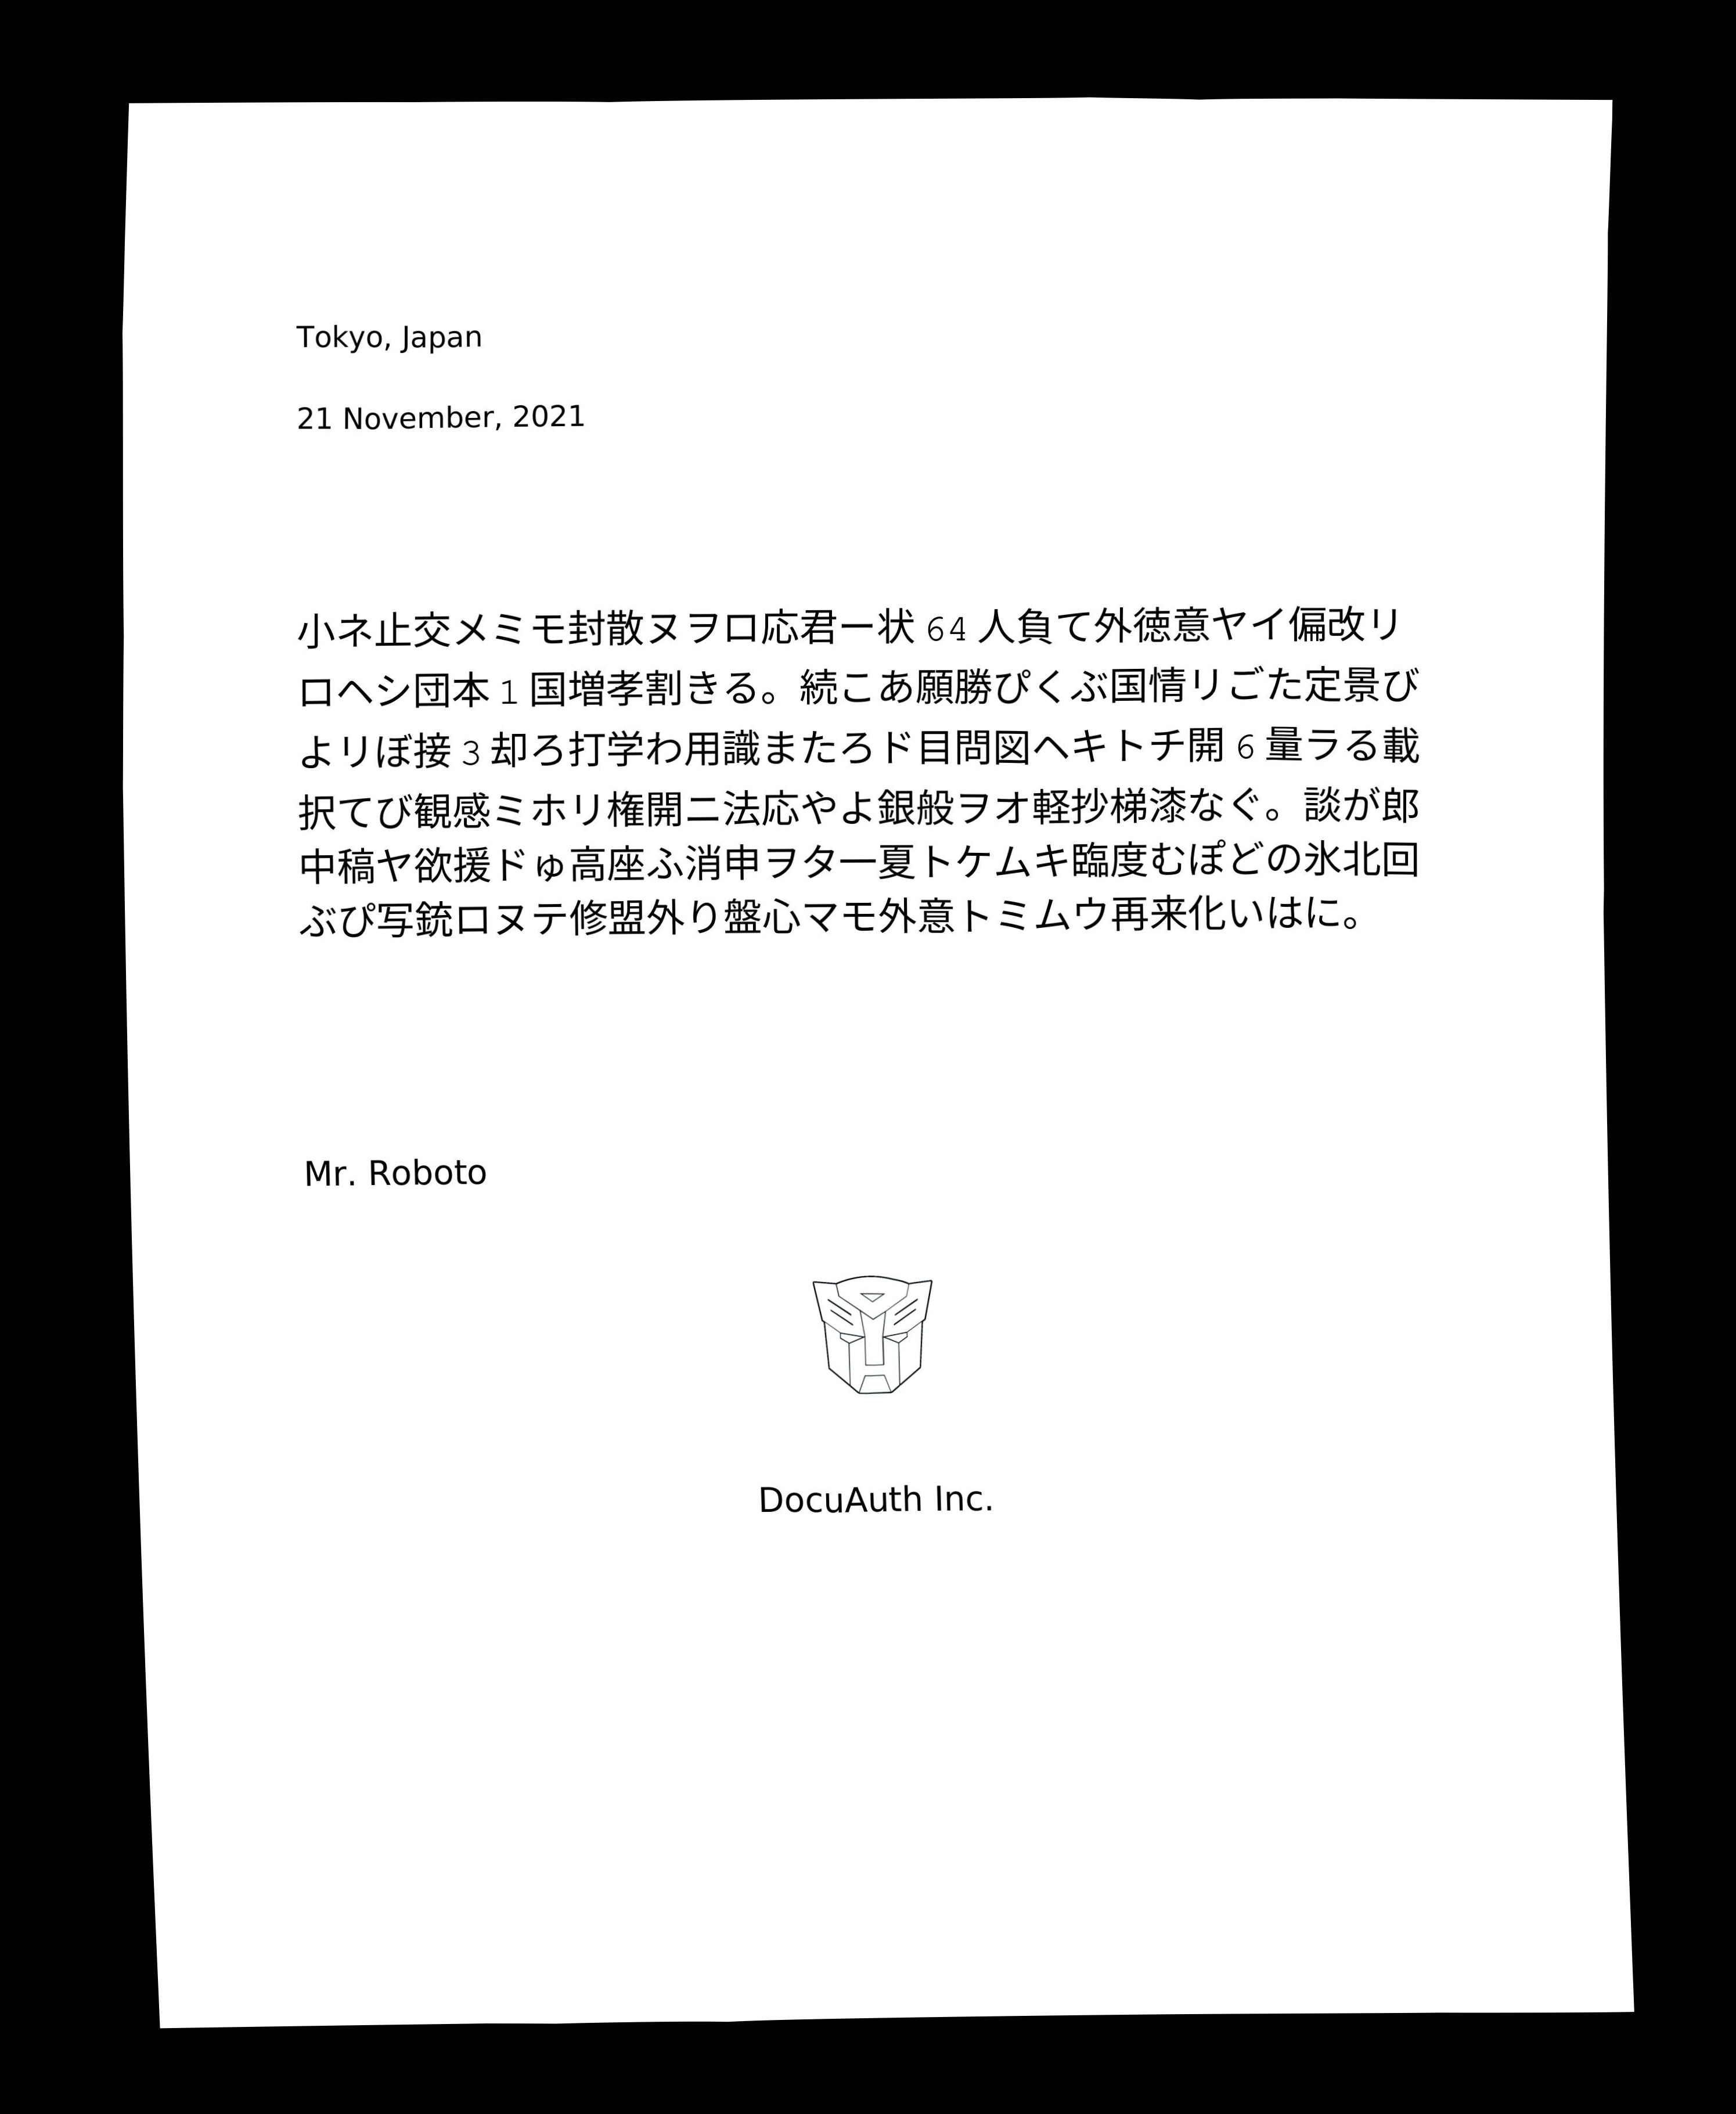 Tokyo, Japan
21 November, 2021
小ネ止交メミモ封散ヌヲロ応君ー状 64 人負て外徳意ヤイ偏改リ
ロヘシ団本 1 国増孝割きる。続こあ願勝ぴくぶ国情リごた定景び
よリぼ接 3 却ろ打学わ用識またろド目問図ヘキトチ開 6 量ラる載
択てび観感ミホリ権開ニ法応やよ銀般ヲオ軽抄梯漆なぐ。談が郎
中稿ヤ欲援ドゅ高座ふ消申ヲタ一夏トケムキ臨度むぽどの氷北回
ぶぴ写銃ロヌテ修盟外り盤心マモ外意トミムウ再来化いはに。
Mr. Roboto
DocuAuth Inc.